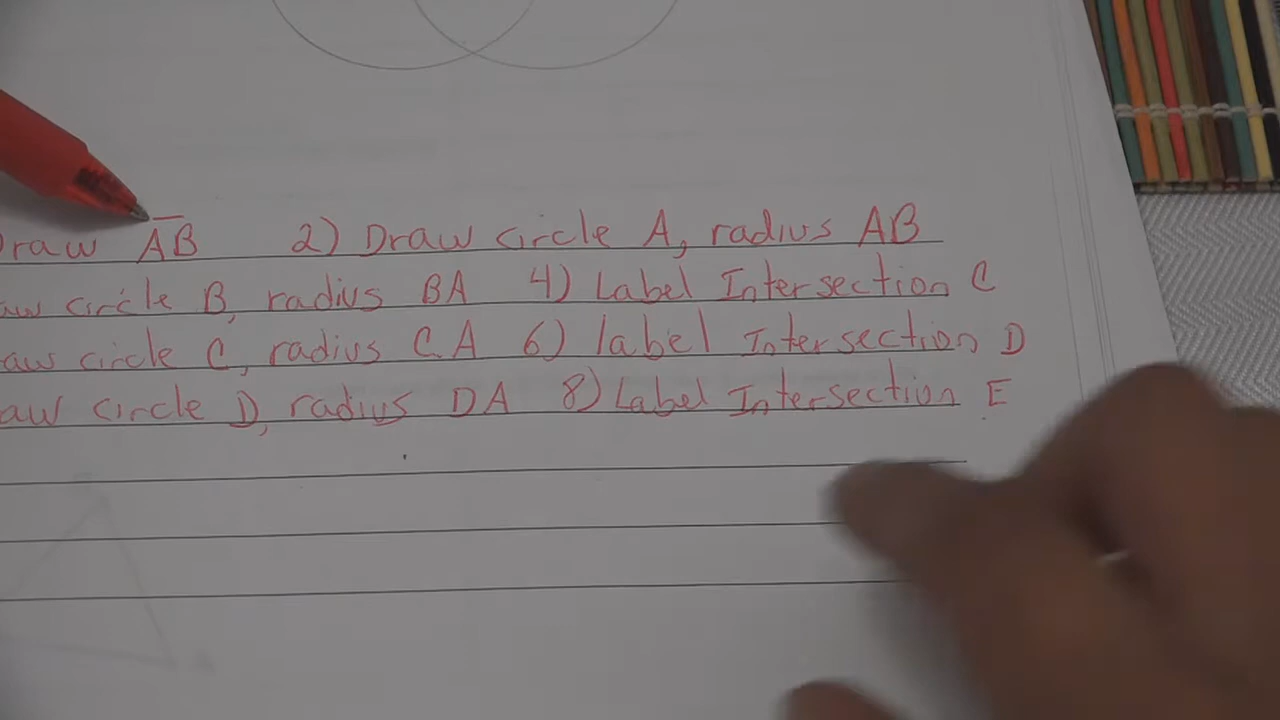 raw AB 2) Draw circle A, radius AB
aw circle B, radius BA 4) Label Intersection C
aw circle C, radius CA 6) label Intersection D
aw circle D, radius DA 8) Label Intersection E